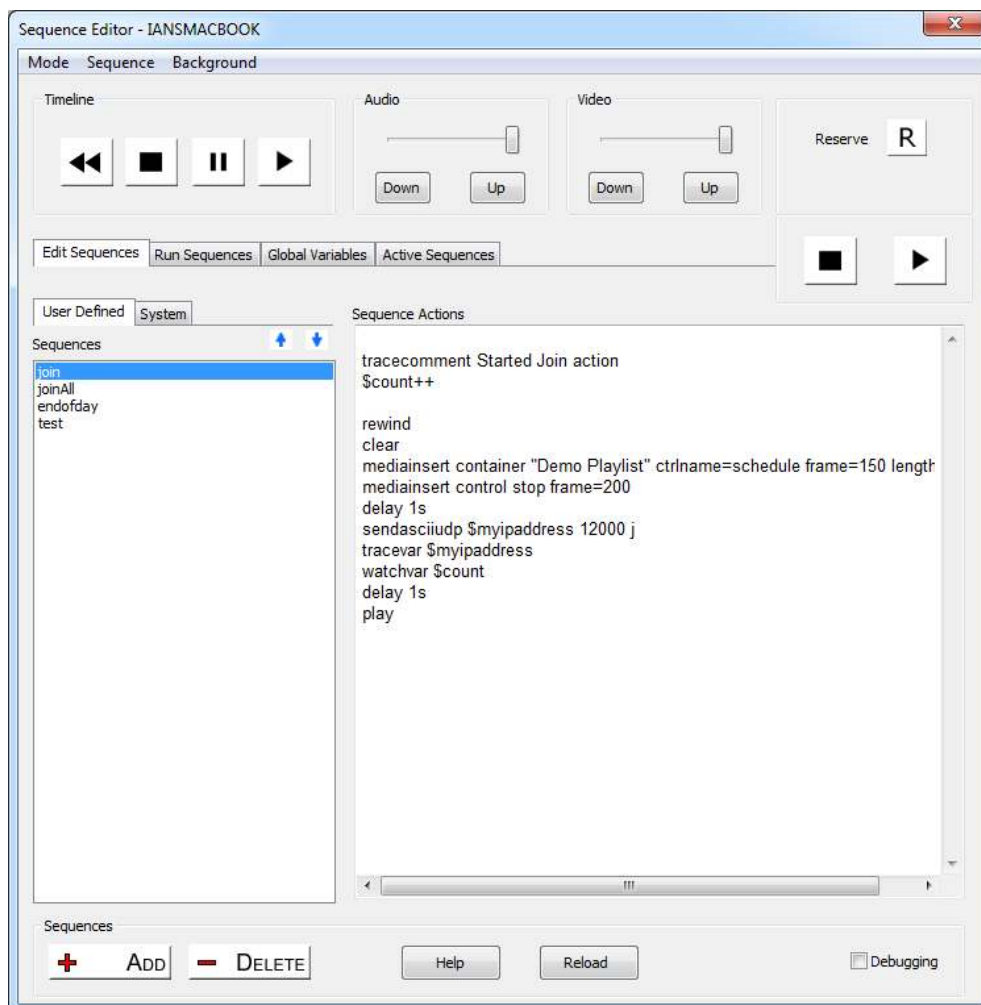 Sequence Editor - IANSMACBOOK
Mode Sequence Background
Timeline
Audio
Video
Reserve R
Down Up
Down Up
Edit Sequences Run Sequences Global Variables Active Sequences
User Defined System
Sequences
join
joinAll
endofday
test
Sequence Actions
tracecomment Started Join action
$count++
rewind
clear
mediainsert container "Demo Playlist" ctrlname=schedule frame=150 length
mediainsert control stop frame=200
delay 1s
sendasciiudp $myipaddress 12000 j
tracevar $myipaddress
watchvar $count
delay 1s
play
Sequences
ADD DELETE Help Reload Debugging